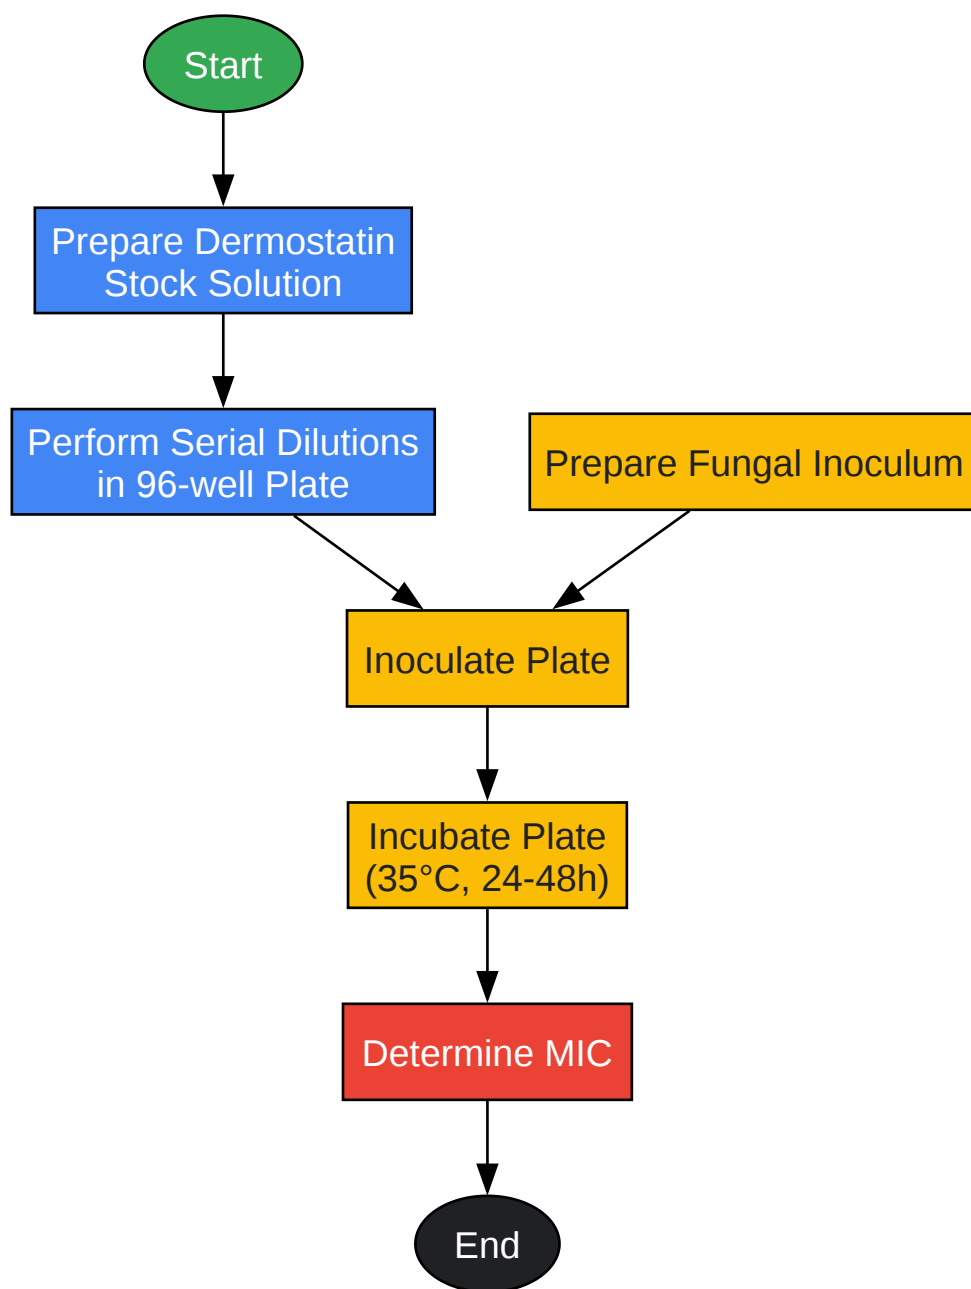 Start
Prepare Dermostatin
Stock Solution
Perform Serial Dilutions
in 96-well Plate
Prepare Fungal Inoculum
Inoculate Plate
Incubate Plate
(35°C, 24-48h)
Determine MIC
End